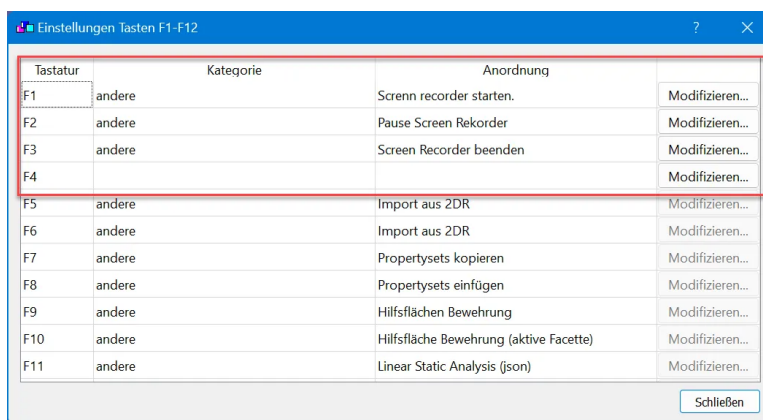 Einstellungen Tasten F1-F12 ?
Tastatur Kategorie Anordnung
F1 andere Screnn recorder starten. Modifizieren...
F2 andere Pause Screen Rekorder Modifizieren...
F3 andere Screen Recorder beenden Modifizieren...
F4 Modifizieren...
F5 andere Import aus 2DR Modifizieren...
F6 andere Import aus 2DR Modifizieren...
F7 andere Propertysets kopieren Modifizieren...
F8 andere Propertysets einfügen Modifizieren...
F9 andere Hilfsflächen Bewehrung Modifizieren...
F10 andere Hilfsfläche Bewehrung (aktive Facette) Modifizieren...
F11 andere Linear Static Analysis (json) Modifizieren...
Schließen